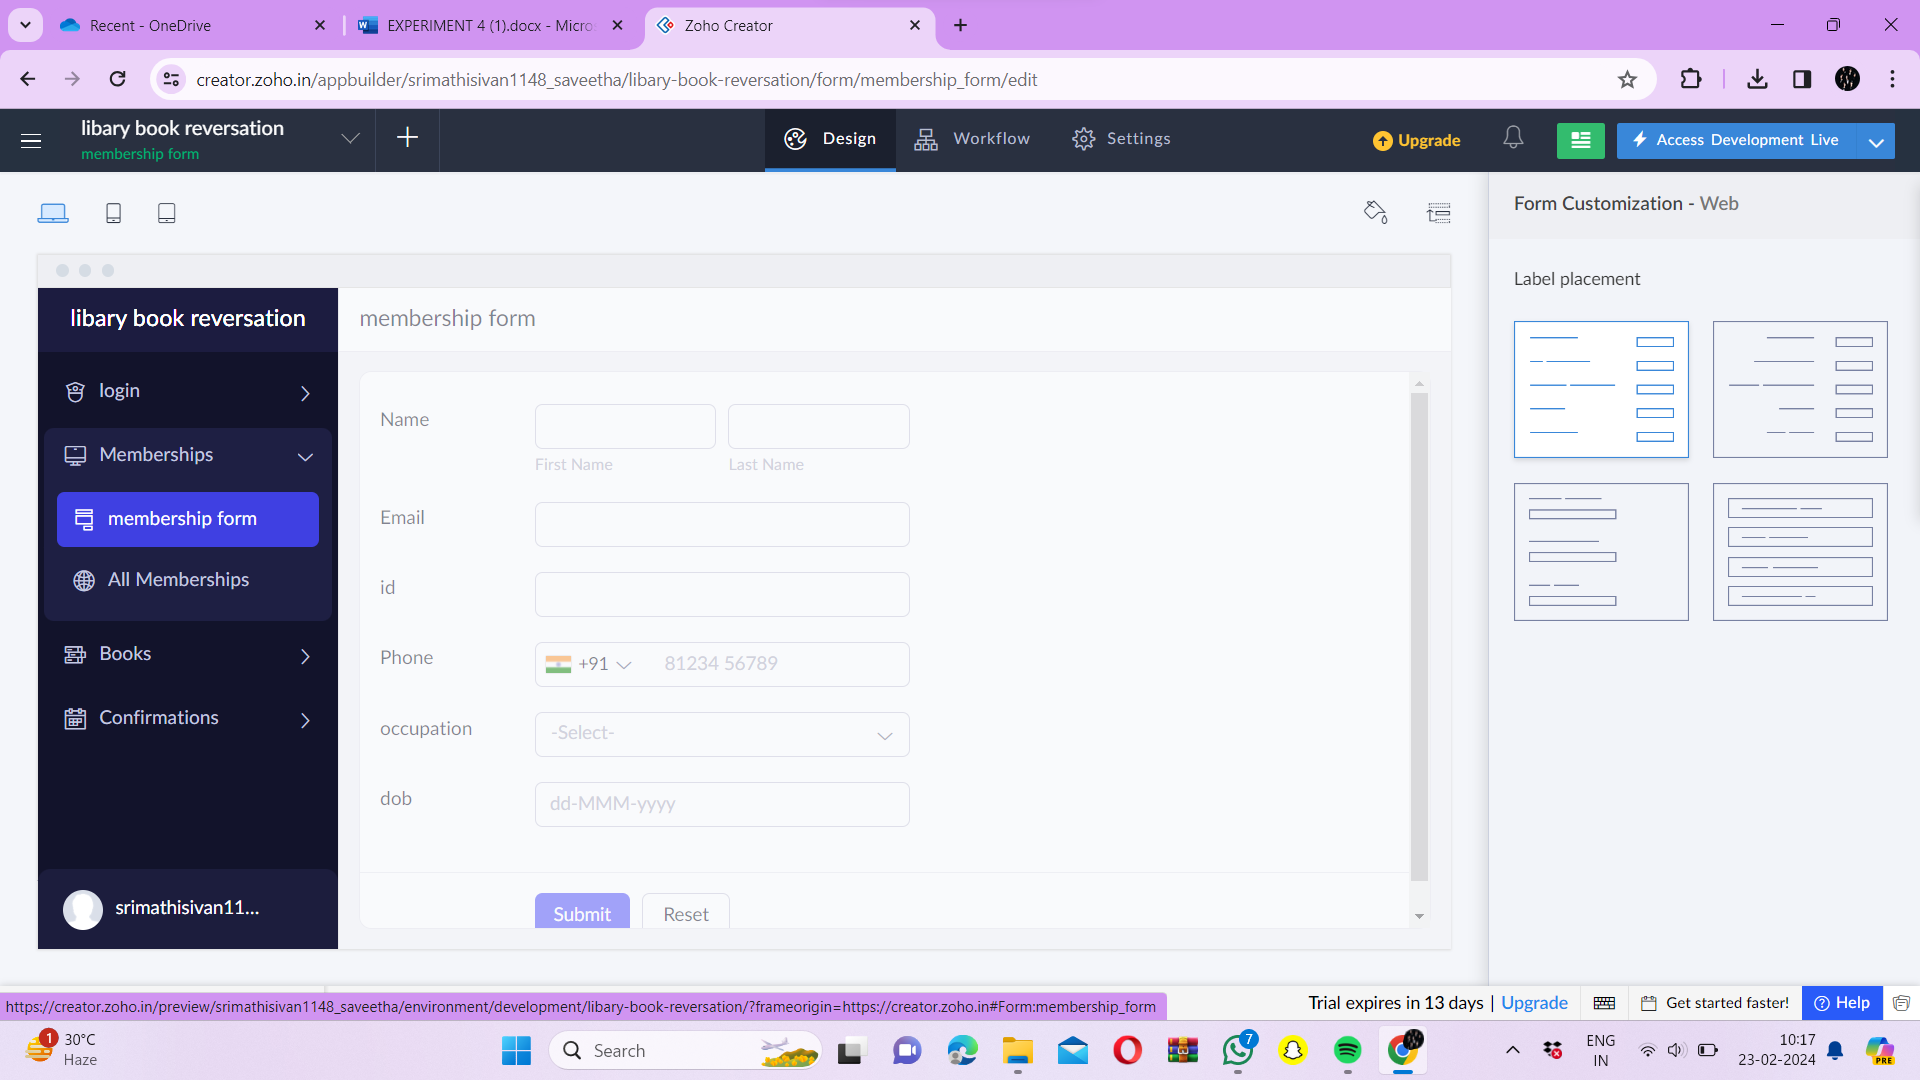 Recent - OneDrive
EXPERIMENT 4 (1).docx - Micro
Zoho Creator
creator.zoho.in/appbuilder/srimathisivan1148_saveetha/libary-book-reversation/form/membership_form/edit
libary book reversation
membership form
Design
Workflow
Settings
Upgrade
Access Development Live
Form Customization - Web
Label placement
libary book reversation
login
Memberships
membership form
All Memberships
Books
Confirmations
srimathisivan11...
membership form
Name
First Name
Last Name
Email
id
Phone
+91
81234 56789
occupation
-Select-
dob
dd-MMM-yyyy
Submit
Reset
https://creator.zoho.in/preview/srimathisivan1148_saveetha/environment/development/libary-book-reversation/?frameorigin=https://creator.zoho.in#Form:membership_form
Trial expires in 13 days | Upgrade
Get started faster!
Help
1
30°C
Haze
Search
7
ENG
IN
10:17
23-02-2024
PRE